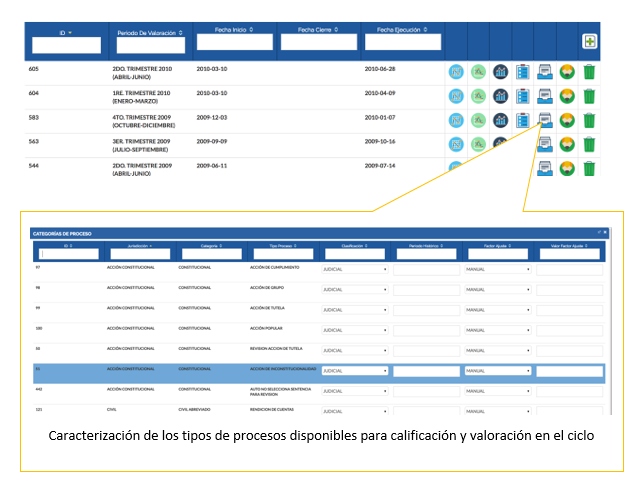 ID Periodo De Valoración Fecha Inicio Fecha Cierre Fecha Ejecución
605 2DO. TRIMESTRE 2010 2010-03-10 2010-06-28
(ABRIL-JUNIO)
604 1RE. TRIMESTRE 2010 2010-03-10 2010-04-09
(ENERO-MARZO)
583 4TO. TRIMESTRE 2009 2009-12-03 2010-01-07
(OCTUBRE-DICIEMBRE)
563 3ER. TRIMESTRE 2009 2009-09-09 2009-10-16
(JULIO-SEPTIEMBRE)
544 2DO. TRIMESTRE 2009 2009-06-11 2009-07-14
(ABRIL-JUNIO)
CATEGORÍAS DE PROCESO
ID Jurisdicción Categoría Tipo Proceso Clasificación Periodo Histórico Factor Ajuste Valor Factor Ajuste
97 ACCIÓN CONSTITUCIONAL CONSTITUCIONAL ACCIÓN DE CUMPLIMIENTO JUDICIAL MANUAL
98 ACCIÓN CONSTITUCIONAL CONSTITUCIONAL ACCIÓN DE GRUPO JUDICIAL MANUAL
99 ACCIÓN CONSTITUCIONAL CONSTITUCIONAL ACCIÓN DE TUTELA JUDICIAL MANUAL
100 ACCIÓN CONSTITUCIONAL CONSTITUCIONAL ACCIÓN POPULAR JUDICIAL MANUAL
ACCIÓN CONSTITUCIONAL CONSTITUCIONAL REVISION ACCION DE TUTELA JUDICIAL MANUAL
ACCIÓN CONSTITUCIONAL CONSTITUCIONAL ACCION DE INCONSTITUCIONALIDAD JUDICIAL MANUAL
442 ACCIÓN CONSTITUCIONAL CONSTITUCIONAL AUTO NO SELECCIONA SENTENCIA JUDICIAL MANUAL
PARA REVISION
121 CIVIL CIVIL ABREVIADO RENDICION DE CUENTAS JUDICIAL MANUAL
Caracterización de los tipos de procesos disponibles para calificación y valoración en el ciclo